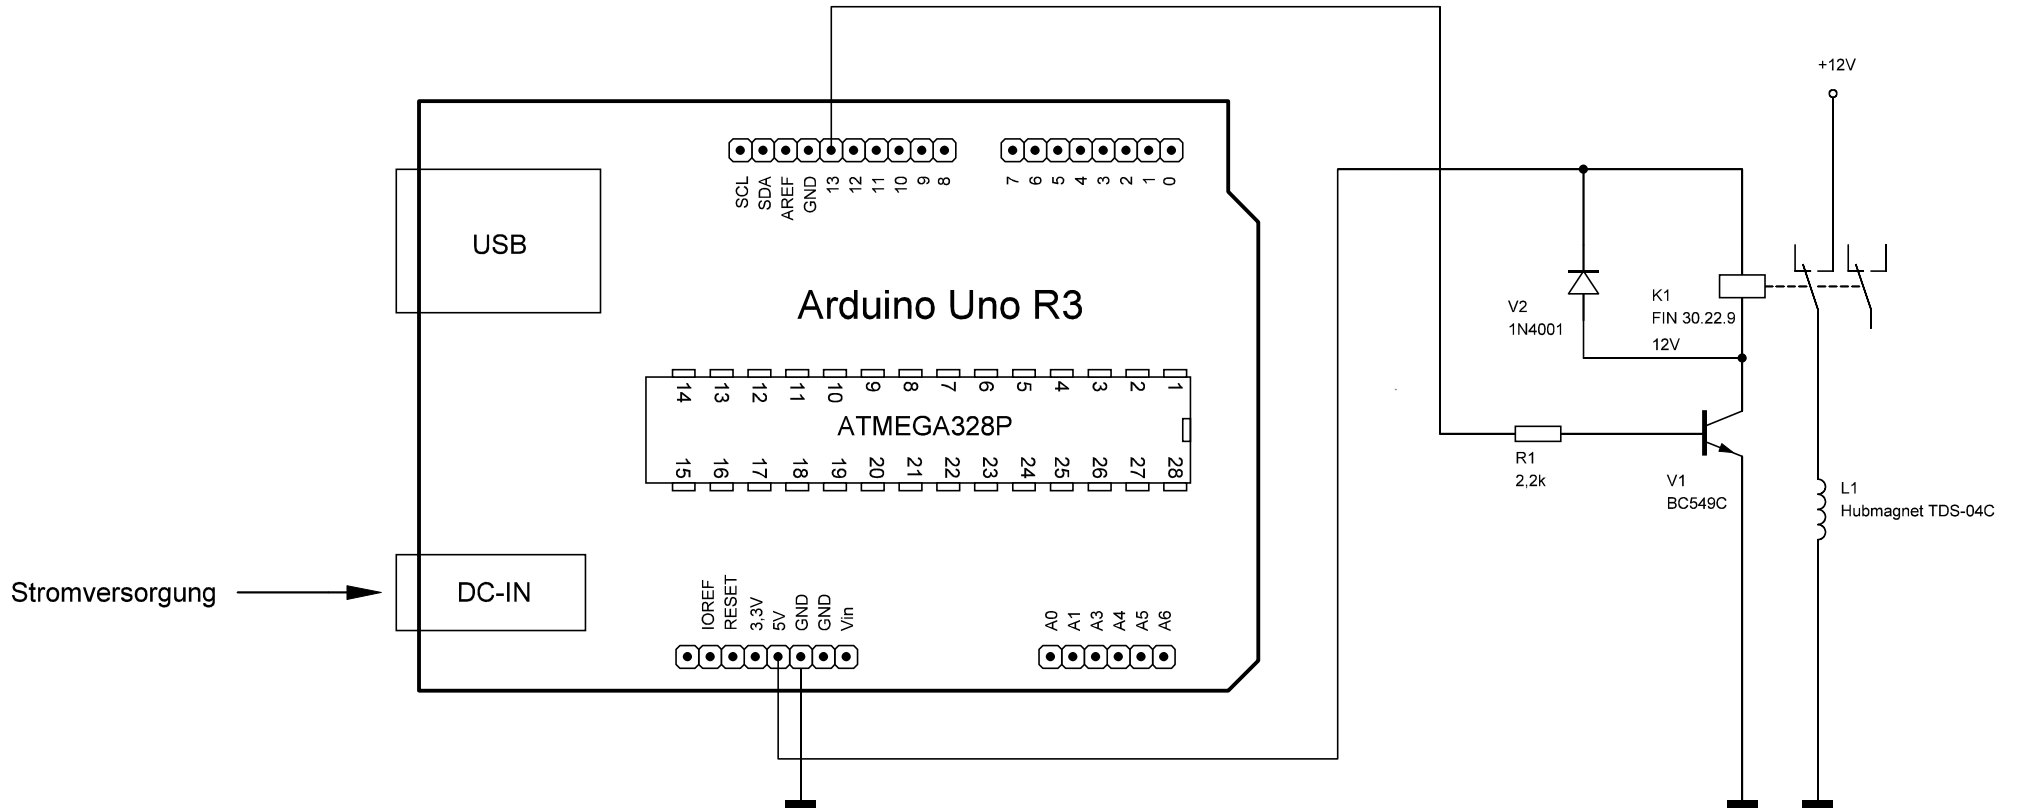 +12V
SCL
SDA
AREF
GND
13
12
11
10
9
8
7
6
5
4
3
2
1
0
USB
Arduino Uno R3
V2
1N4001
K1
FIN 30.22.9
12V
14
13
12
11
10
9
8
7
6
5
4
3
2
1
ATMEGA328P
15
16
17
18
19
20
21
22
23
24
25
26
27
28
R1
2,2k
V1
BC549C
L1
Hubmagnet TDS-04C
Stromversorgung
DC-IN
IOREF
RESET
3,3V
5V
GND
GND
Vin
A0
A1
A3
A4
A5
A6